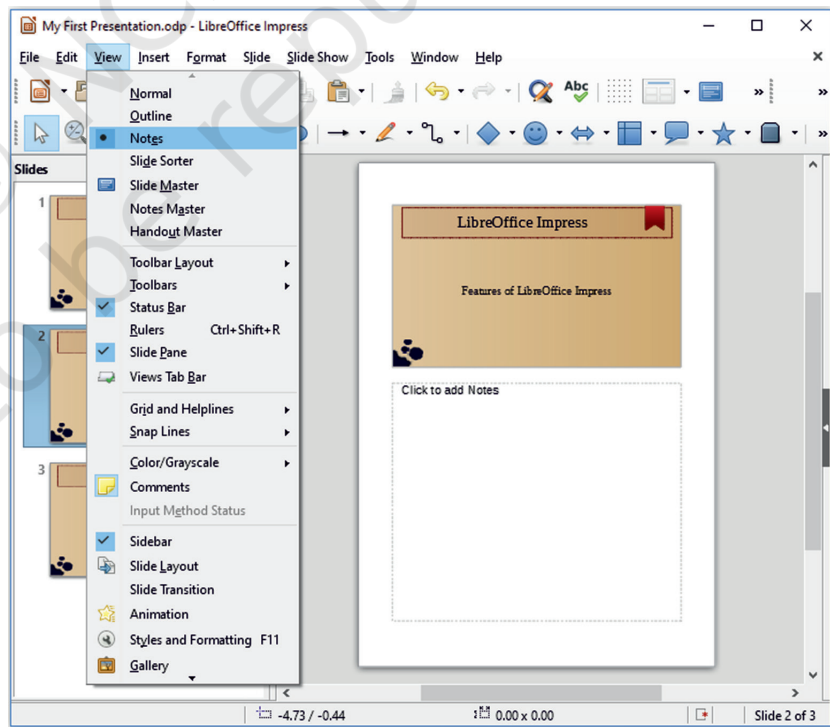 My First Presentation.odp - LibreOffice Impress
File Edit View Insert Format Slide Slide Show Tools Window Help
Abc
Normal
Outline
Notes
Slide Sorter
Slide Master
Notes Master
Handout Master
Toolbar Layout
Toolbars
Status Bar
Rulers Ctrl+Shift+R
Slide Pane
Views Tab Bar
Grid and Helplines
Snap Lines
Color/Grayscale
Comments
Input Method Status
Sidebar
Slide Layout
Slide Transition
Animation
Styles and Formatting F11
Gallery
Slides
1
2
3
LibreOffice Impress
Features of LibreOffice Impress
Click to add Notes
-4.73 / -0.44 0.00 x 0.00 Slide 2 of 3